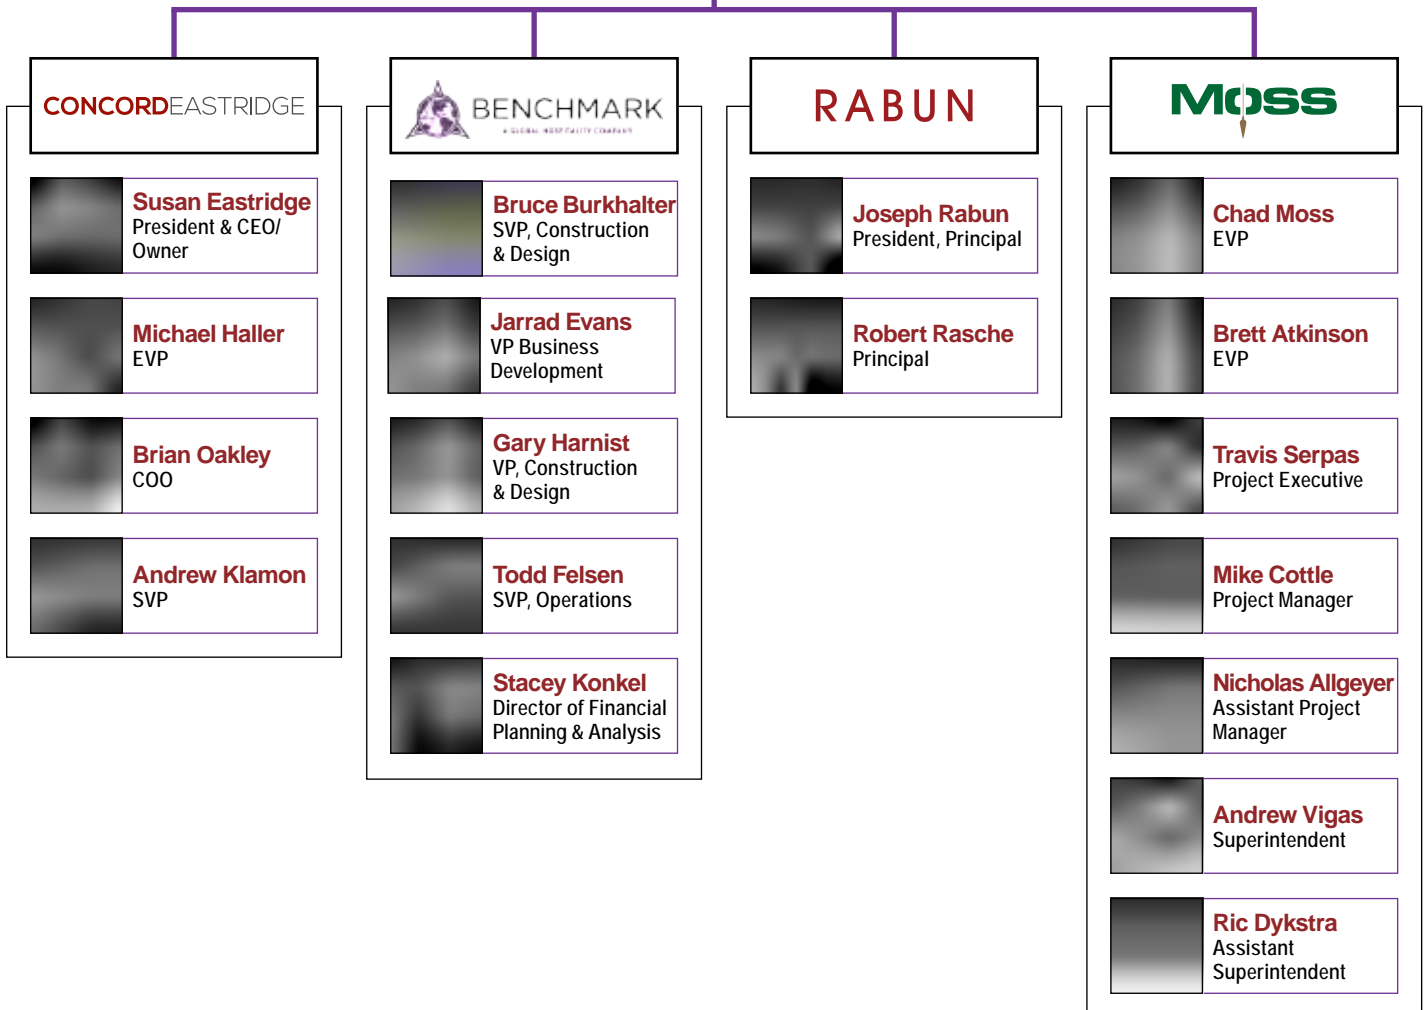 CONCORDEASTRIDGE
Susan Eastridge
President & CEO/
Owner
Michael Haller
EVP
Brian Oakley
COO
Andrew Klamon
SVP
BENCHMARK
A GLOBAL HOSPITALITY COMPANY
Bruce Burkhalter
SVP, Construction
& Design
Jarrad Evans
VP Business
Development
Gary Harnist
VP, Construction
& Design
Todd Felsen
SVP, Operations
Stacey Konkel
Director of Financial
Planning & Analysis
RABUN
Joseph Rabun
President, Principal
Robert Rasche
Principal
Moss
Chad Moss
EVP
Brett Atkinson
EVP
Travis Serpas
Project Executive
Mike Cottle
Project Manager
Nicholas Allgeyer
Assistant Project
Manager
Andrew Vigas
Superintendent
Ric Dykstra
Assistant
Superintendent